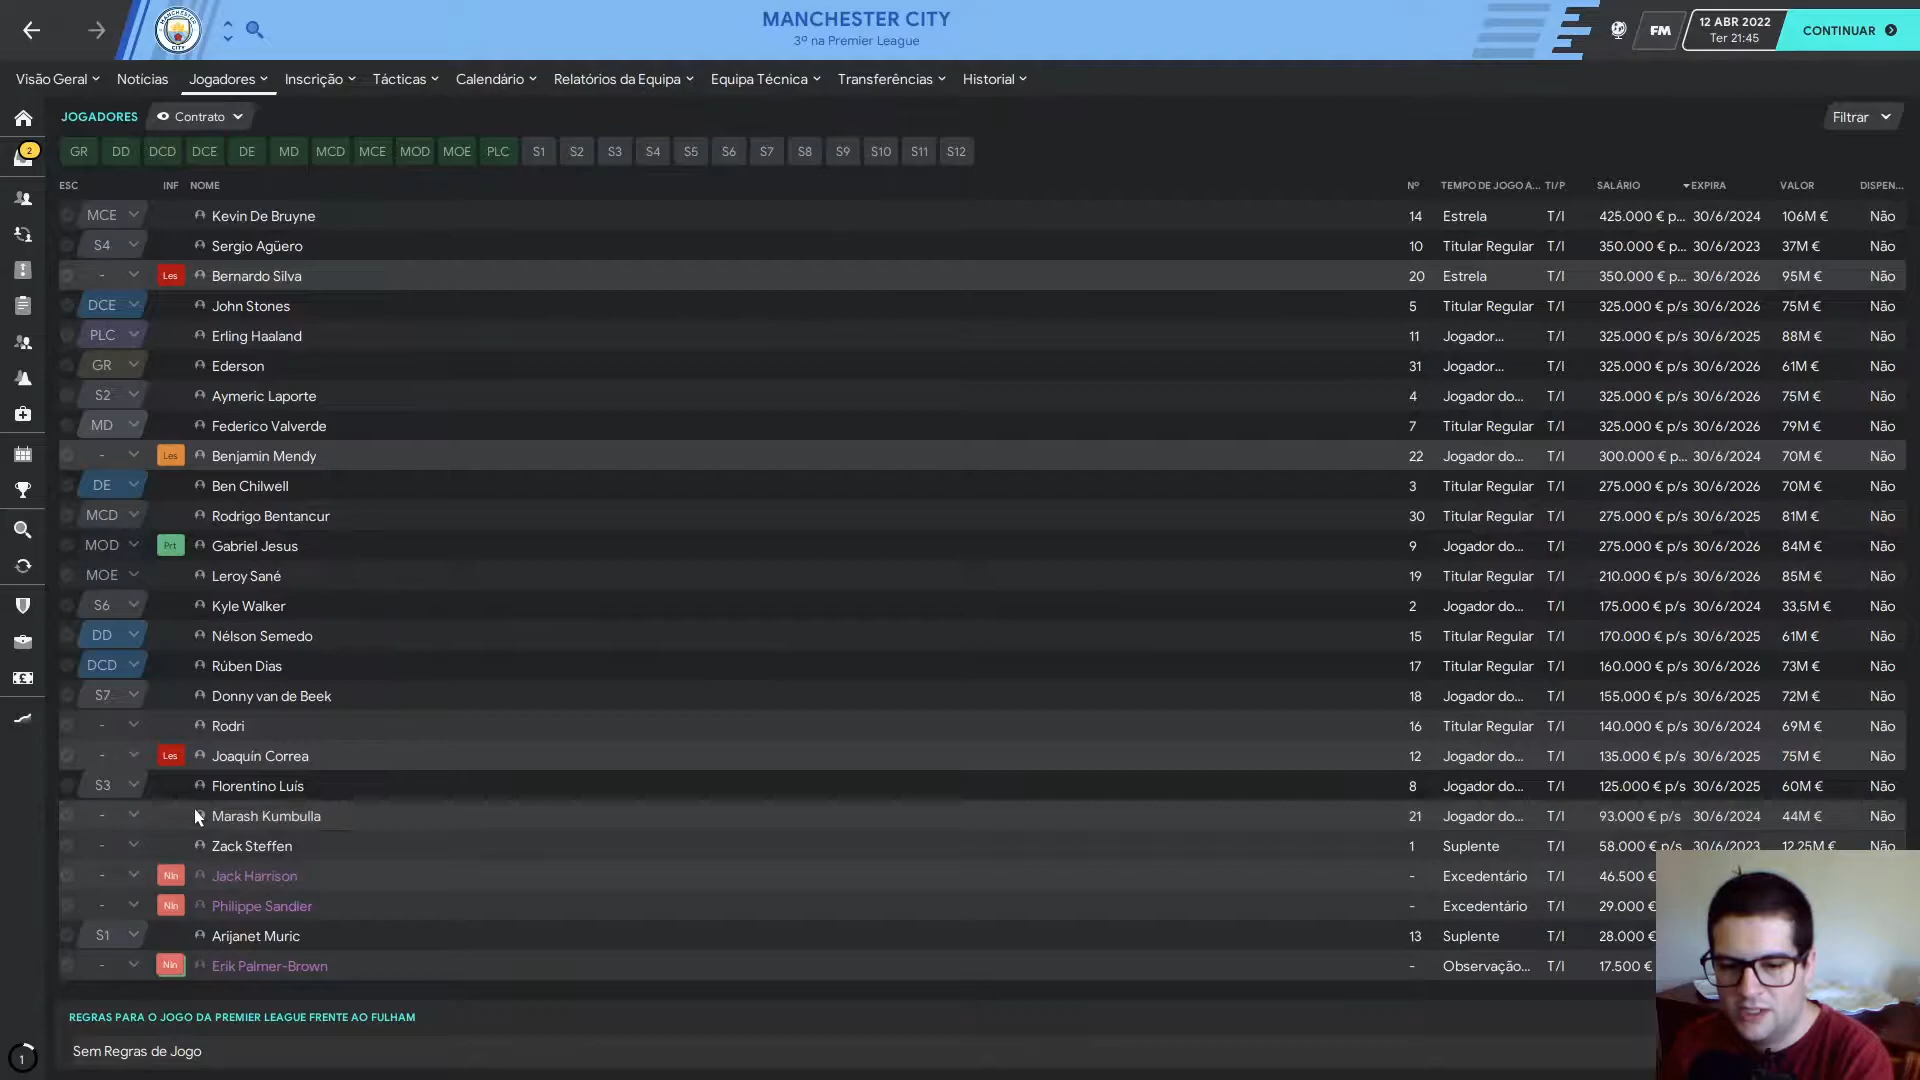 MANCHESTER CITY
3º na Premier League
FM
12 ABR 2022
Ter 21:45
CONTINUAR
Visão Geral Notícias Jogadores Inscrição Tácticas Calendário Relatórios da Equipa Equipa Técnica Transferências Historial
JOGADORES Contrato Filtrar
2
GR DD DCD DCE DE MD MCD MCE MOD MOE PLC S1 S2 S3 S4 S5 S6 S7 S8 S9 S10 S11 S12
ESC INF NOME Nº TEMPO DE JOGO A... TI/P SALÁRIO EXPIRA VALOR DISPEN...
MCE Kevin De Bruyne 14 Estrela T/I 425.000 € p... 30/6/2024 106M € Não
S4 Sergio Agüero 10 Titular Regular T/I 350.000 € p... 30/6/2023 37M € Não
- Les Bernardo Silva 20 Estrela T/I 350.000 € p... 30/6/2026 95M € Não
DCE John Stones 5 Titular Regular T/I 325.000 € p/s 30/6/2026 75M € Não
PLC Erling Haaland 11 Jogador... T/I 325.000 € p/s 30/6/2025 88M € Não
GR Ederson 31 Jogador... T/I 325.000 € p/s 30/6/2026 61M € Não
S2 Aymeric Laporte 4 Jogador do... T/I 325.000 € p/s 30/6/2026 75M € Não
MD Federico Valverde 7 Titular Regular T/I 325.000 € p/s 30/6/2026 79M € Não
- Les Benjamin Mendy 22 Jogador do... T/I 300.000 € p... 30/6/2024 70M € Não
DE Ben Chilwell 3 Titular Regular T/I 275.000 € p/s 30/6/2026 70M € Não
MCD Rodrigo Bentancur 30 Titular Regular T/I 275.000 € p/s 30/6/2025 81M € Não
MOD Prt Gabriel Jesus 9 Jogador do... T/I 275.000 € p/s 30/6/2026 84M € Não
MOE Leroy Sané 19 Titular Regular T/I 210.000 € p/s 30/6/2026 85M € Não
S6 Kyle Walker 2 Jogador do... T/I 175.000 € p/s 30/6/2024 33,5M € Não
DD Nélson Semedo 15 Titular Regular T/I 170.000 € p/s 30/6/2025 61M € Não
DCD Rúben Dias 17 Titular Regular T/I 160.000 € p/s 30/6/2026 73M € Não
S7 Donny van de Beek 18 Jogador do... T/I 155.000 € p/s 30/6/2025 72M € Não
- Rodri 16 Titular Regular T/I 140.000 € p/s 30/6/2024 69M € Não
- Les Joaquín Correa 12 Jogador do... T/I 135.000 € p/s 30/6/2025 75M € Não
S3 Florentino Luís 8 Jogador do... T/I 125.000 € p/s 30/6/2025 60M € Não
- Marash Kumbulla 21 Jogador do... T/I 93.000 € p/s 30/6/2024 44M € Não
- Zack Steffen 1 Suplente T/I 58.000 € p/s 30/6/2023 12,25M € Não
- NIn Jack Harrison - Excedentário T/I 46.500 €
- NIn Philippe Sandler - Excedentário T/I 29.000 €
S1 Arijanet Muric 13 Suplente T/I 28.000 €
- NIn Erik Palmer-Brown - Observação... T/I 17.500 €
REGRAS PARA O JOGO DA PREMIER LEAGUE FRENTE AO FULHAM
Sem Regras de Jogo
1